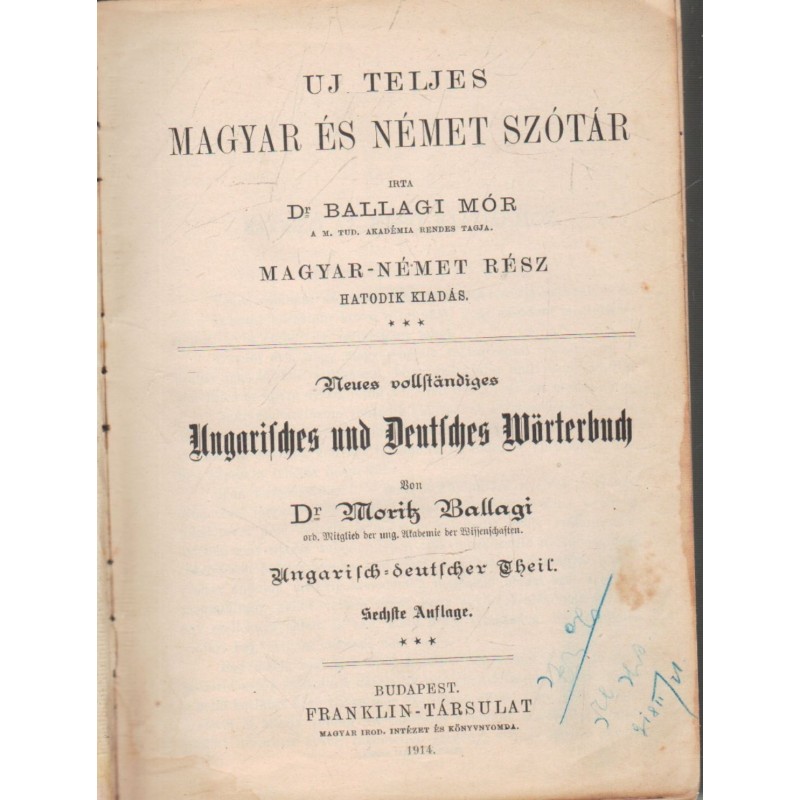 UJ TELJES
MAGYAR ÉS NÉMET SZÓTÁR
IRTA
Dr BALLAGI MÓR
A M. TUD. AKADÉMIA RENDES TAGJA.
MAGYAR-NÉMET RÉSZ
HATODIK KIADÁS.
* * *
Neues vollſtändiges
Ungariſches und Deutſches Wörterbuch
Von
Dr Moritz Ballagi
ord. Mitglied der ung. Akademie der Wiſſenſchaften.
Ungariſch-deutſcher Theil.
Sechſte Auflage.
* * *
BUDAPEST.
FRANKLIN-TÁRSULAT
MAGYAR IROD. INTÉZET ÉS KÖNYVNYOMDA.
1914.